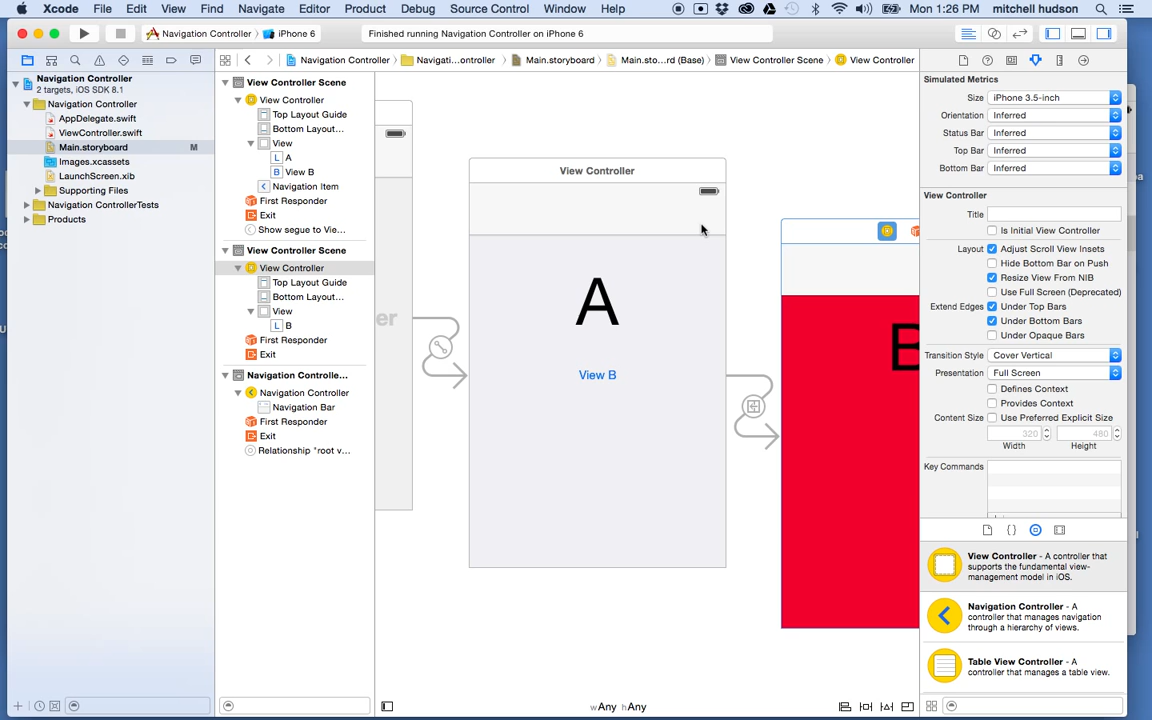 Xcode File Edit View Find Navigate Editor Product Debug Source Control Window Help Mon 1:26 PM mitchell hudson
Navigation Controller iPhone 6 Finished running Navigation Controller on iPhone 6
Navigation Controller Navigati...ontroller Main.storyboard Main.sto...rd (Base) View Controller Scene View Controller
Navigation Controller
2 targets, iOS SDK 8.1
Navigation Controller
AppDelegate.swift
ViewController.swift
Main.storyboard M
Images.xcassets
LaunchScreen.xib
Supporting Files
Navigation ControllerTests
Products
View Controller Scene
View Controller
Top Layout Guide
Bottom Layout...
View
L A
B View B
Navigation Item
First Responder
Exit
Show segue to Vie...
View Controller Scene
View Controller
Top Layout Guide
Bottom Layout...
View
L B
First Responder
Exit
Navigation Controlle...
Navigation Controller
Navigation Bar
First Responder
Exit
Relationship "root v...
er
View Controller
A
View B
B
wAny hAny
Simulated Metrics
Size iPhone 3.5-inch
Orientation Inferred
Status Bar Inferred
Top Bar Inferred
Bottom Bar Inferred
View Controller
Title
Is Initial View Controller
Layout Adjust Scroll View Insets
Hide Bottom Bar on Push
Resize View From NIB
Use Full Screen (Deprecated)
Extend Edges Under Top Bars
Under Bottom Bars
Under Opaque Bars
Transition Style Cover Vertical
Presentation Full Screen
Defines Context
Provides Context
Content Size Use Preferred Explicit Size
320 480
Width Height
Key Commands
View Controller - A controller that
supports the fundamental view-
management model in iOS.
Navigation Controller - A
controller that manages navigation
through a hierarchy of views.
Table View Controller - A
controller that manages a table view.